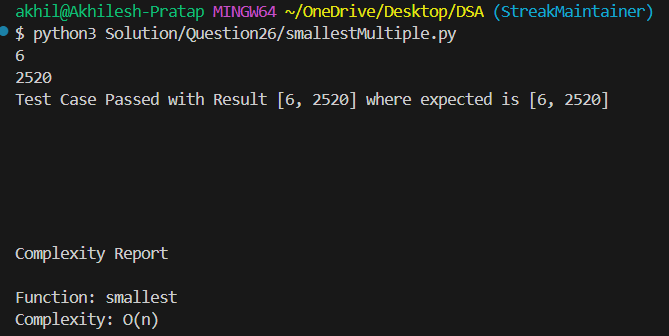 akhil@Akhilesh-Pratap MINGW64 ~/OneDrive/Desktop/DSA (StreakMaintainer)
$ python3 Solution/Question26/smallestMultiple.py
6
2520
Test Case Passed with Result [6, 2520] where expected is [6, 2520]
Complexity Report
Function: smallest
Complexity: O(n)